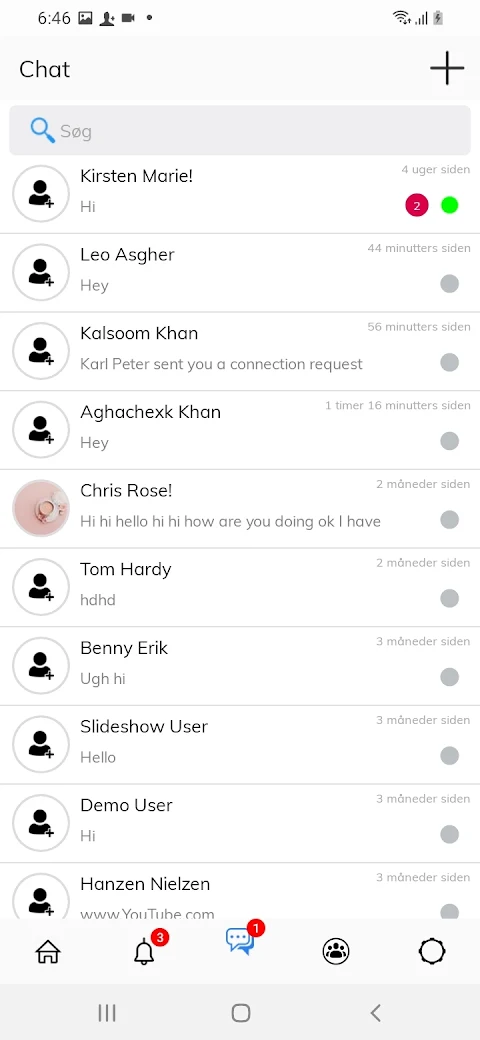 6:46
Chat
Søg
Kirsten Marie!
4 uger siden
Hi
2
Leo Asgher
44 minutters siden
Hey
Kalsoom Khan
56 minutters siden
Karl Peter sent you a connection request
Aghachexk Khan
1 timer 16 minutters siden
Hey
Chris Rose!
2 måneder siden
Hi hi hello hi hi how are you doing ok I have
Tom Hardy
2 måneder siden
hdhd
Benny Erik
3 måneder siden
Ugh hi
Slideshow User
3 måneder siden
Hello
Demo User
3 måneder siden
Hi
Hanzen Nielzen
3 måneder siden
www.YouTube.com
3
1